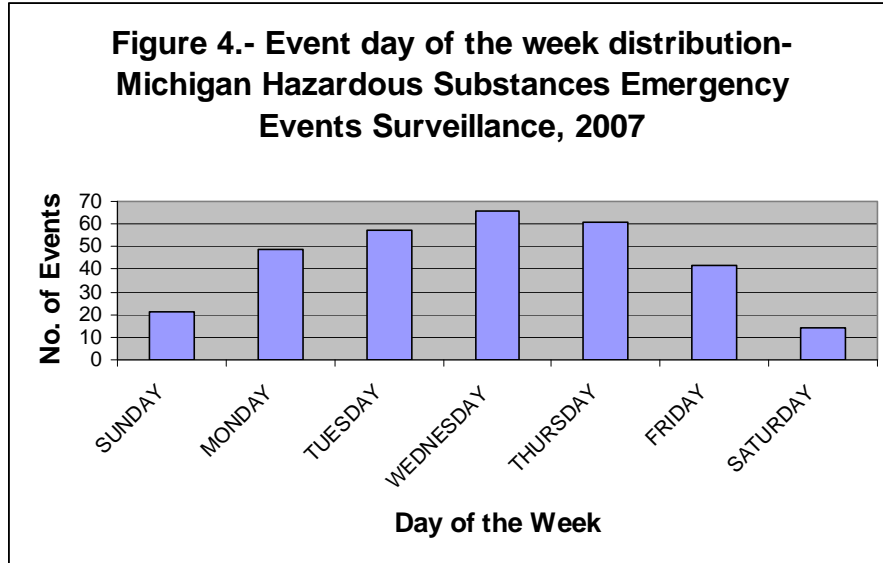 Figure 4.- Event day of the week distribution-
Michigan Hazardous Substances Emergency
Events Surveillance, 2007
No. of Events
70
60
50
40
30
20
10
0
SUNDAY
MONDAY
TUESDAY
WEDNESDAY
THURSDAY
FRIDAY
SATURDAY
Day of the Week